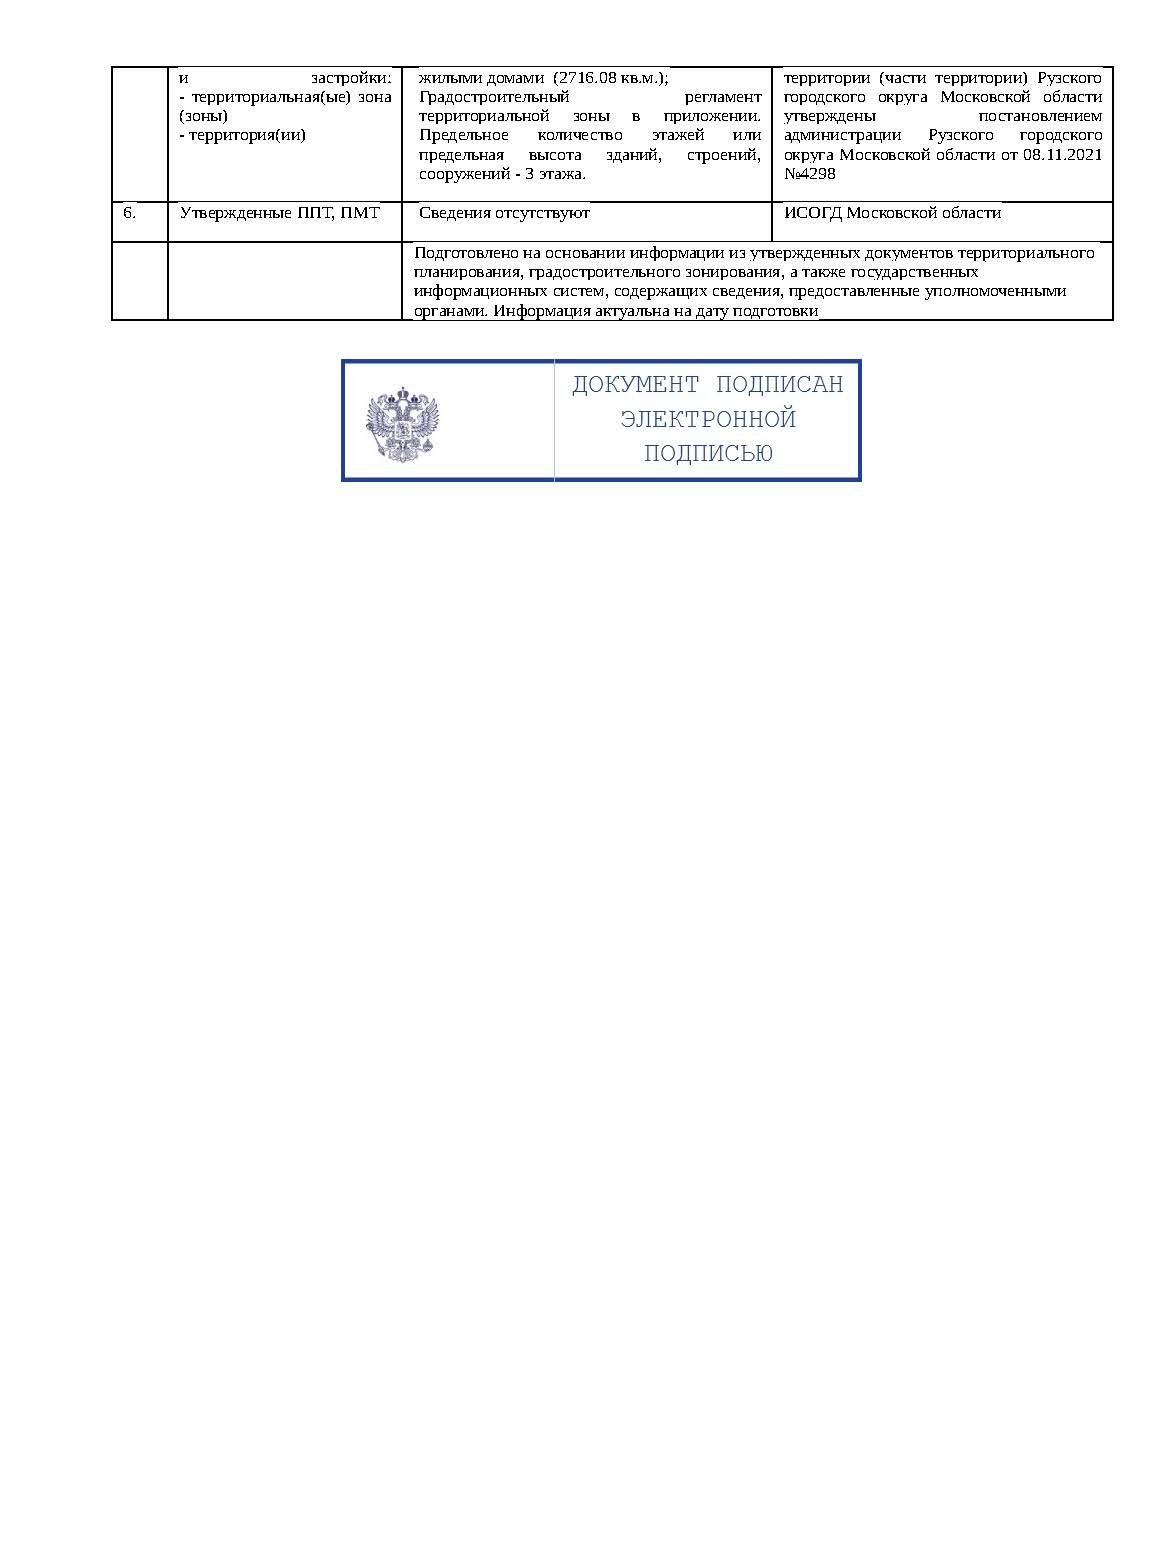 и застройки:
- территориальная(ые) зона
(зоны)
- территория(ии)
жилыми домами (2716.08 кв.м.);
Градостроительный регламент
территориальной зоны в приложении.
Предельное количество этажей или
предельная высота зданий, строений,
сооружений - 3 этажа.
территории (части территории) Рузского
городского округа Московской области
утверждены постановлением
администрации Рузского городского
округа Московской области от 08.11.2021
№4298
6.
Утвержденные ППТ, ПМТ
Сведения отсутствуют
ИСОГД Московской области
Подготовлено на основании информации из утвержденных документов территориального
планирования, градостроительного зонирования, а также государственных
информационных систем, содержащих сведения, предоставленные уполномоченными
органами. Информация актуальна на дату подготовки
ДОКУМЕНТ ПОДПИСАН
ЭЛЕКТРОННОЙ
ПОДПИСЬЮ